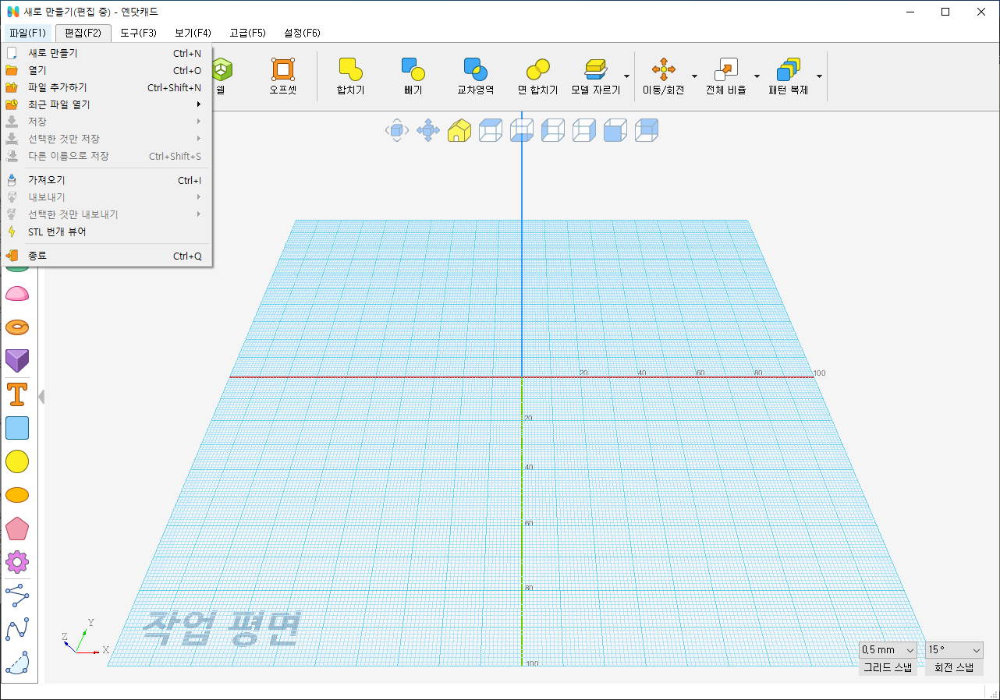 새로 만들기(편집 중) - 엔닷캐드
파일(F1) 편집(F2) 도구(F3) 보기(F4) 고급(F5) 설정(F6)
새로 만들기 Ctrl+N
열기 Ctrl+O
파일 추가하기 Ctrl+Shift+N
최근 파일 열기
저장
선택한 것만 저장
다른 이름으로 저장 Ctrl+Shift+S
가져오기 Ctrl+I
내보내기
선택한 것만 내보내기
STL 번개 뷰어
종료 Ctrl+Q
쉘 오프셋 합치기 빼기 교차영역 면 합치기 모델 자르기 이동/회전 전체 비율 패턴 복제
20 40 60 80 100
20
40
60
80
100
작업 평면
Z Y X
0,5 mm 15 °
그리드 스냅 회전 스냅